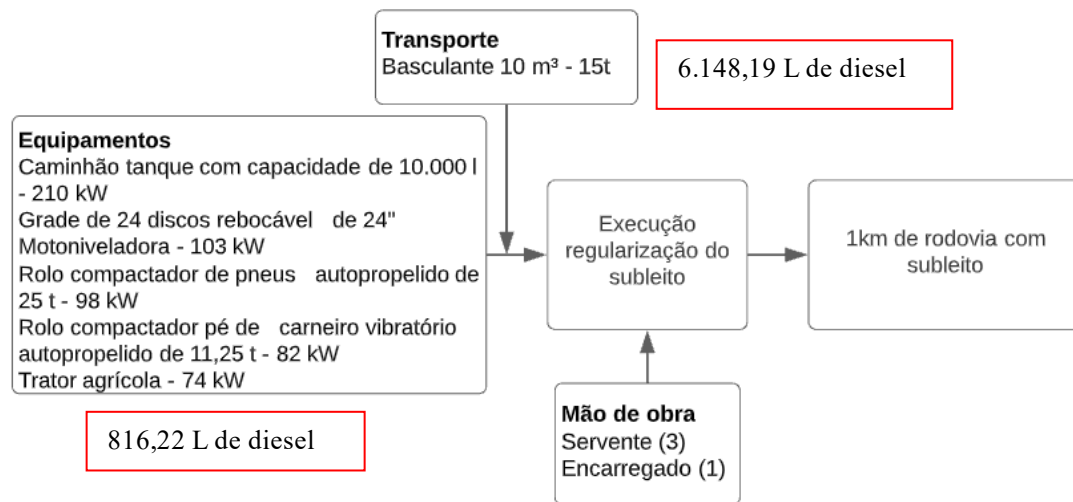 Transporte
Basculante 10 m³ - 15t
6.148,19 L de diesel
Equipamentos
Caminhão tanque com capacidade de 10.000 l
- 210 kW
Grade de 24 discos rebocável de 24"
Motoniveladora - 103 kW
Rolo compactador de pneus autopropelido de
25 t - 98 kW
Rolo compactador pé de carneiro vibratório
autopropelido de 11,25 t - 82 kW
Trator agrícola - 74 kW
816,22 L de diesel
Execução
regularização do
subleito
1km de rodovia com
subleito
Mão de obra
Servente (3)
Encarregado (1)